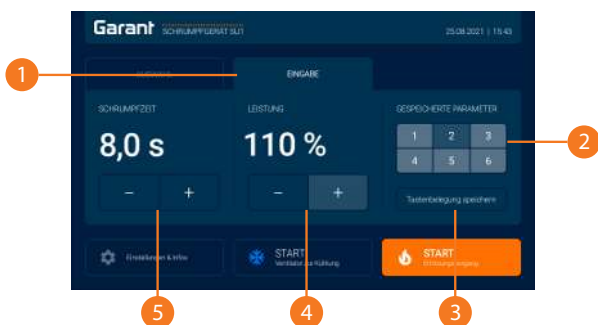 Garant SCHRUMPFGERÄT SLIT
25.08.2021 | 15:43
EINGABE
SCHRUMPFZEIT
LEISTUNG
GESPEICHERTE PARAMETER
8,0 s
110 %
1 2 3
4 5 6
− +
− +
Tastenbelegung speichern
Einstellungen & Infos
START
Ventilator zur Kühlung
START
1
2
3
4
5